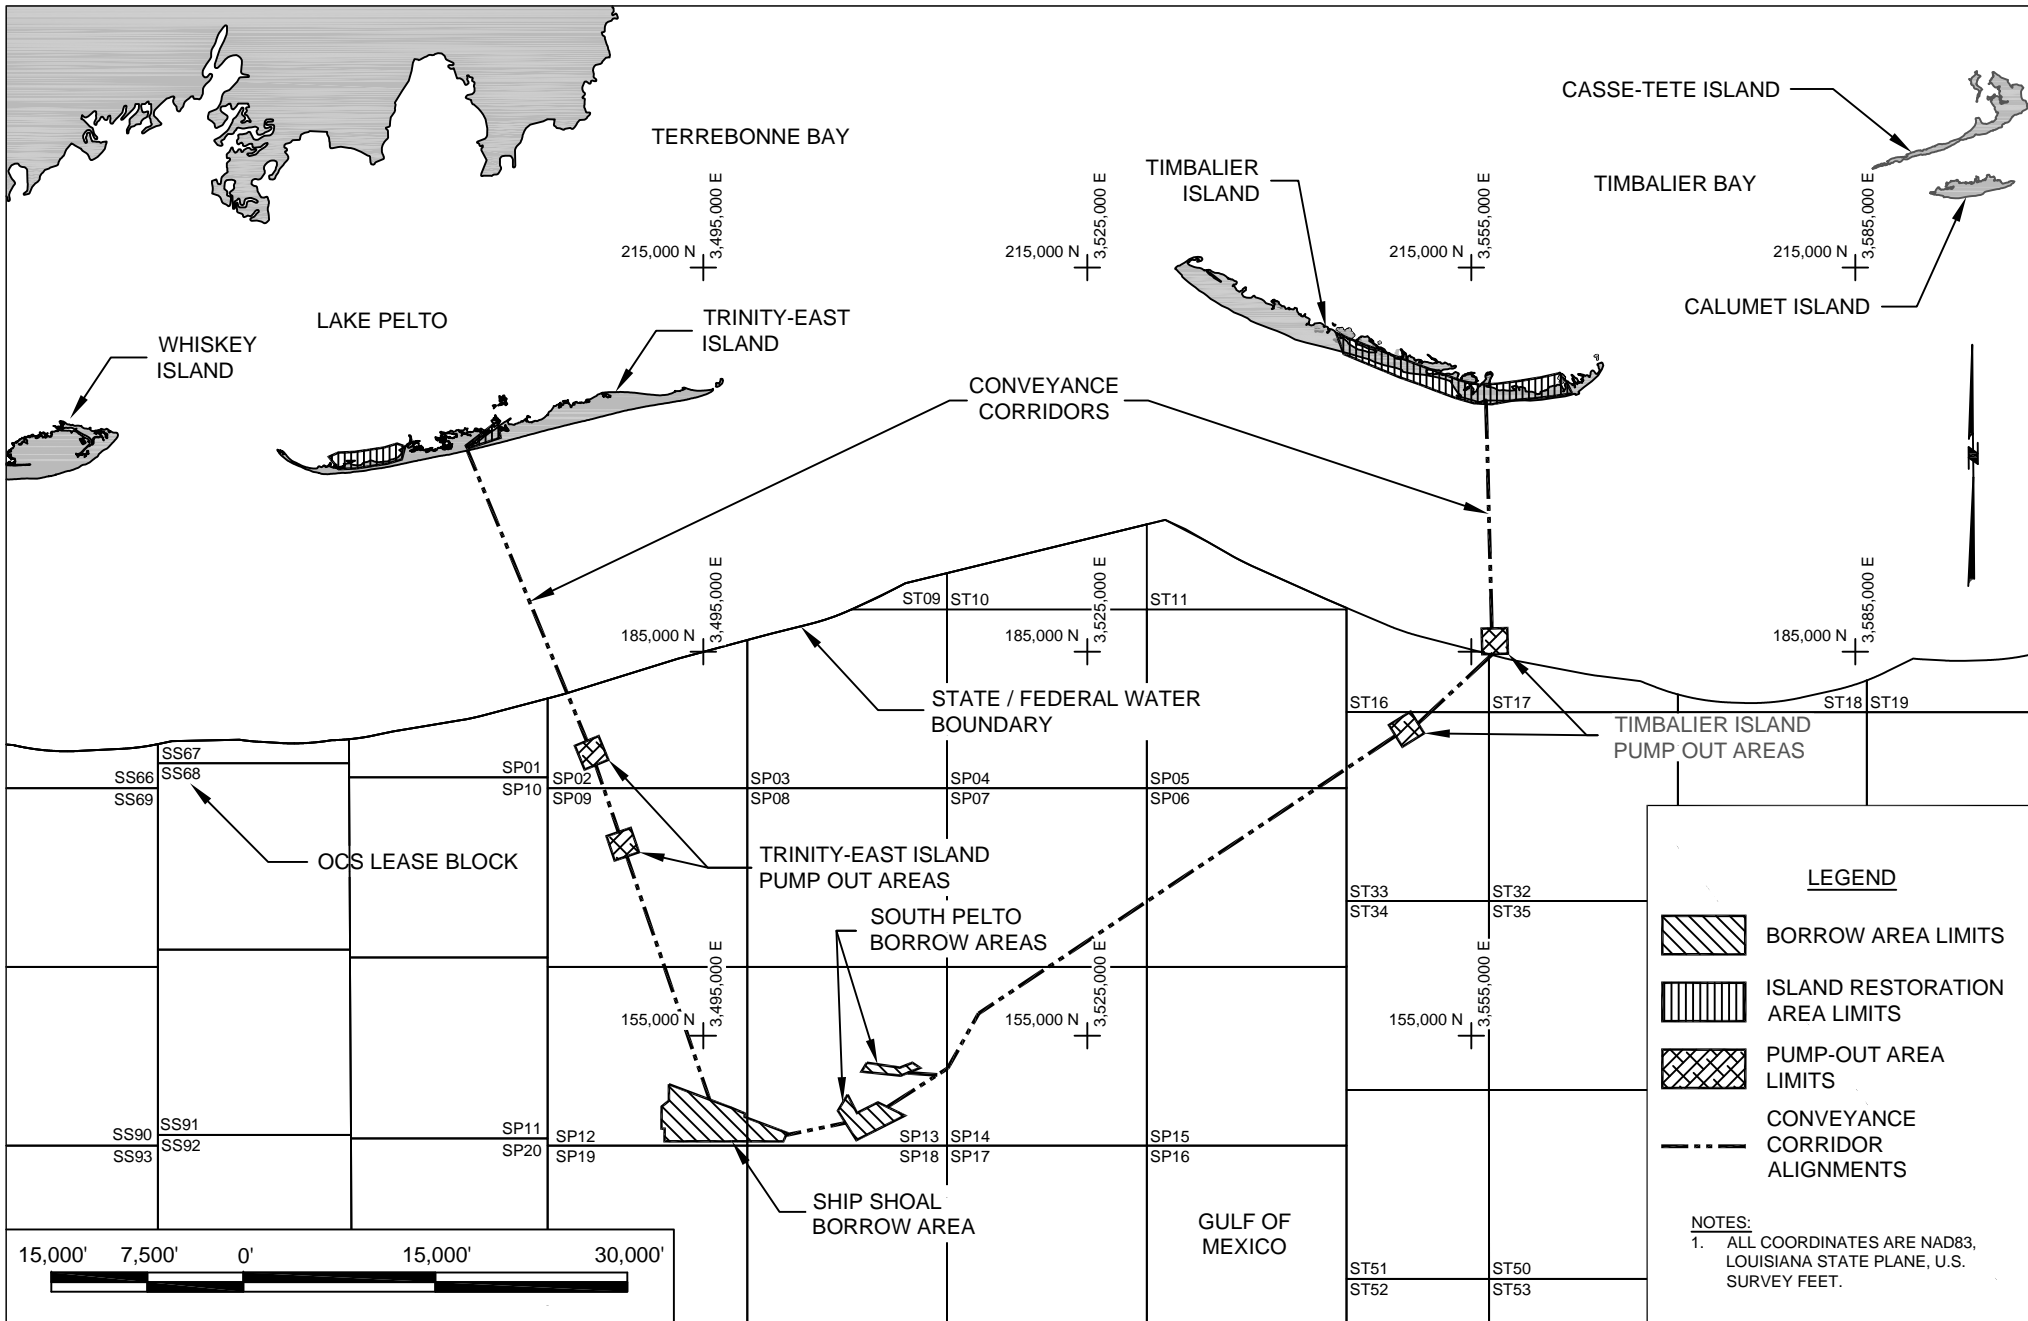 CASSE-TETE ISLAND
TERREBONNE BAY
TIMBALIER
ISLAND
TIMBALIER BAY
215,000 N
3,495,000 E
215,000 N
3,525,000 E
215,000 N
3,555,000 E
215,000 N
3,585,000 E
CALUMET ISLAND
LAKE PELTO
TRINITY-EAST
ISLAND
WHISKEY
ISLAND
CONVEYANCE
CORRIDORS
N
ST09
ST10
ST11
185,000 N
3,495,000 E
185,000 N
3,525,000 E
3,555,000 E
185,000 N
3,585,000 E
STATE / FEDERAL WATER
BOUNDARY
ST16
ST17
ST18
ST19
TIMBALIER ISLAND
PUMP OUT AREAS
SS67
SS66
SS68
SS69
SP01
SP10
SP02
SP09
SP03
SP08
SP04
SP07
SP05
SP06
OCS LEASE BLOCK
TRINITY-EAST ISLAND
PUMP OUT AREAS
SOUTH PELTO
BORROW AREAS
ST33
ST34
ST32
ST35
155,000 N
3,495,000 E
155,000 N
3,525,000 E
155,000 N
3,555,000 E
SS90
SS93
SS91
SS92
SP11
SP20
SP12
SP19
SP13
SP18
SP14
SP17
SP15
SP16
SHIP SHOAL
BORROW AREA
GULF OF
MEXICO
ST51
ST52
ST50
ST53
LEGEND
BORROW AREA LIMITS
ISLAND RESTORATION
AREA LIMITS
PUMP-OUT AREA
LIMITS
CONVEYANCE
CORRIDOR
ALIGNMENTS
NOTES:
1. ALL COORDINATES ARE NAD83,
LOUISIANA STATE PLANE, U.S.
SURVEY FEET.
15,000' 7,500' 0' 15,000' 30,000'